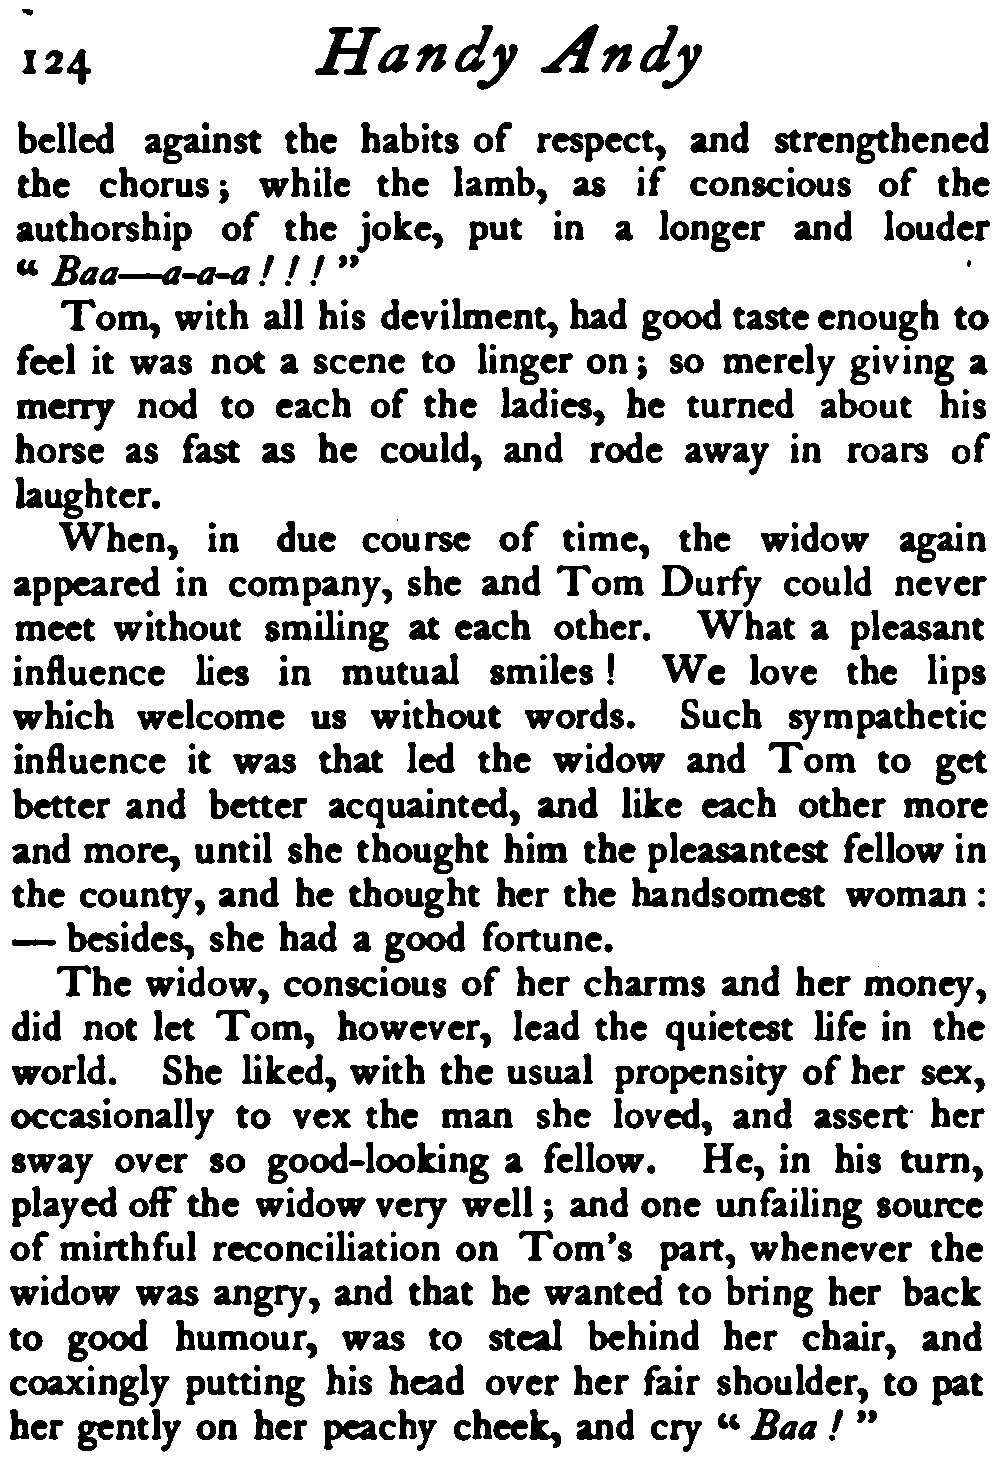 124 Handy Andy
belled against the habits of respect, and strengthened
the chorus; while the lamb, as if conscious of the
authorship of the joke, put in a longer and louder
“ Baa—a-a-a ! ! ! ”
Tom, with all his devilment, had good taste enough to
feel it was not a scene to linger on; so merely giving a
merry nod to each of the ladies, he turned about his
horse as fast as he could, and rode away in roars of
laughter.
When, in due course of time, the widow again
appeared in company, she and Tom Durfy could never
meet without smiling at each other. What a pleasant
influence lies in mutual smiles ! We love the lips
which welcome us without words. Such sympathetic
influence it was that led the widow and Tom to get
better and better acquainted, and like each other more
and more, until she thought him the pleasantest fellow in
the county, and he thought her the handsomest woman :
— besides, she had a good fortune.
The widow, conscious of her charms and her money,
did not let Tom, however, lead the quietest life in the
world. She liked, with the usual propensity of her sex,
occasionally to vex the man she loved, and assert her
sway over so good-looking a fellow. He, in his turn,
played off the widow very well ; and one unfailing source
of mirthful reconciliation on Tom's part, whenever the
widow was angry, and that he wanted to bring her back
to good humour, was to steal behind her chair, and
coaxingly putting his head over her fair shoulder, to pat
her gently on her peachy cheek, and cry “ Baa ! ”